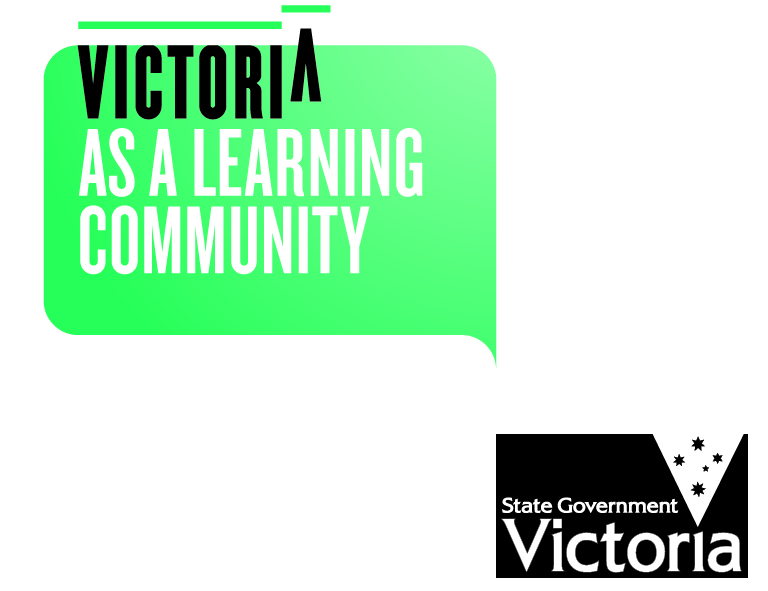 VICTORIA
AS A LEARNING
COMMUNITY
State Government
Victoria